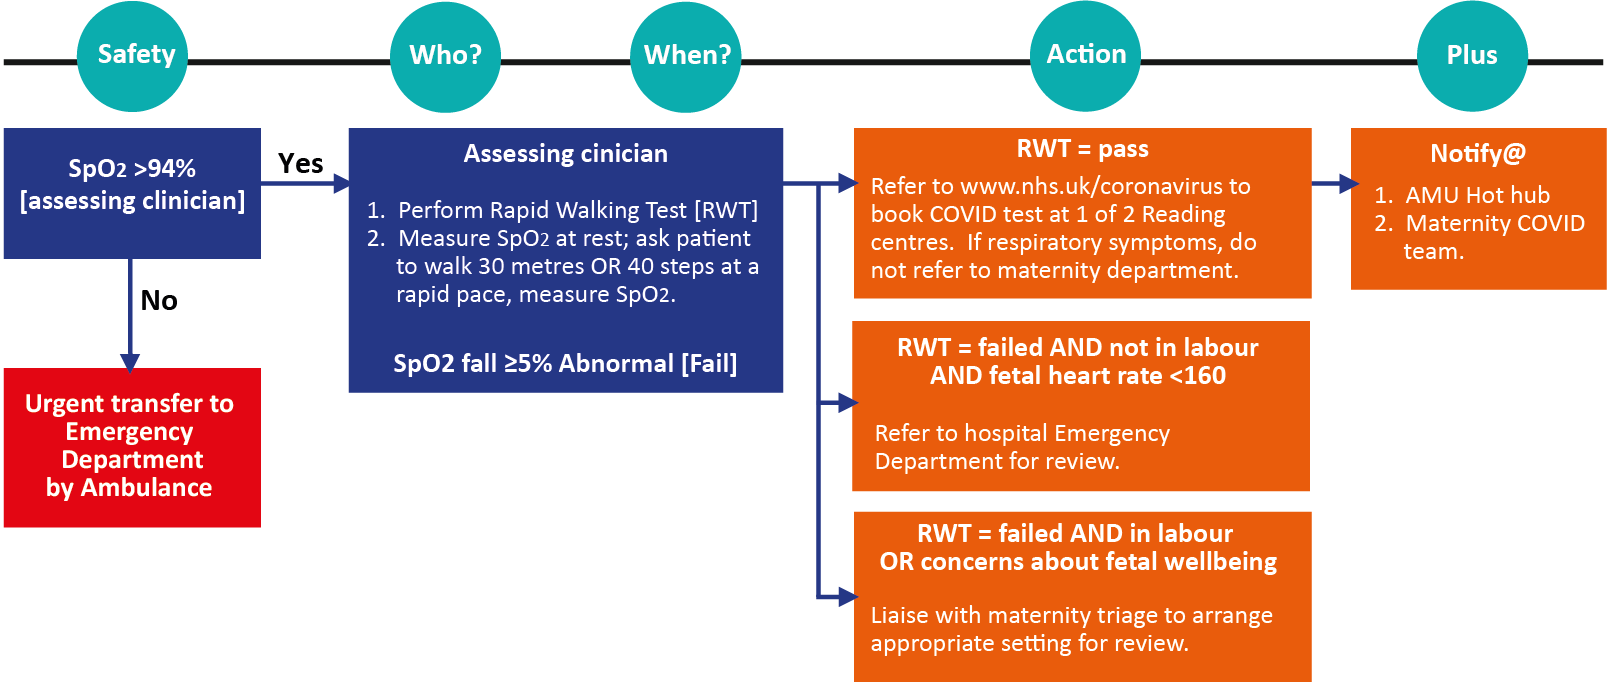 Safety
Who?
When?
Action
Plus
SpO2 >94%
[assessing clinician]
Yes
No
Urgent transfer to
Emergency
Department
by Ambulance
Assessing cinician
1. Perform Rapid Walking Test [RWT]
2. Measure SpO2 at rest; ask patient
to walk 30 metres OR 40 steps at a
rapid pace, measure SpO2.
SpO2 fall ≥5% Abnormal [Fail]
RWT = pass
Refer to www.nhs.uk/coronavirus to
book COVID test at 1 of 2 Reading
centres. If respiratory symptoms, do
not refer to maternity department.
RWT = failed AND not in labour
AND fetal heart rate <160
Refer to hospital Emergency
Department for review.
RWT = failed AND in labour
OR concerns about fetal wellbeing
Liaise with maternity triage to arrange
appropriate setting for review.
Notify@
1. AMU Hot hub
2. Maternity COVID
team.